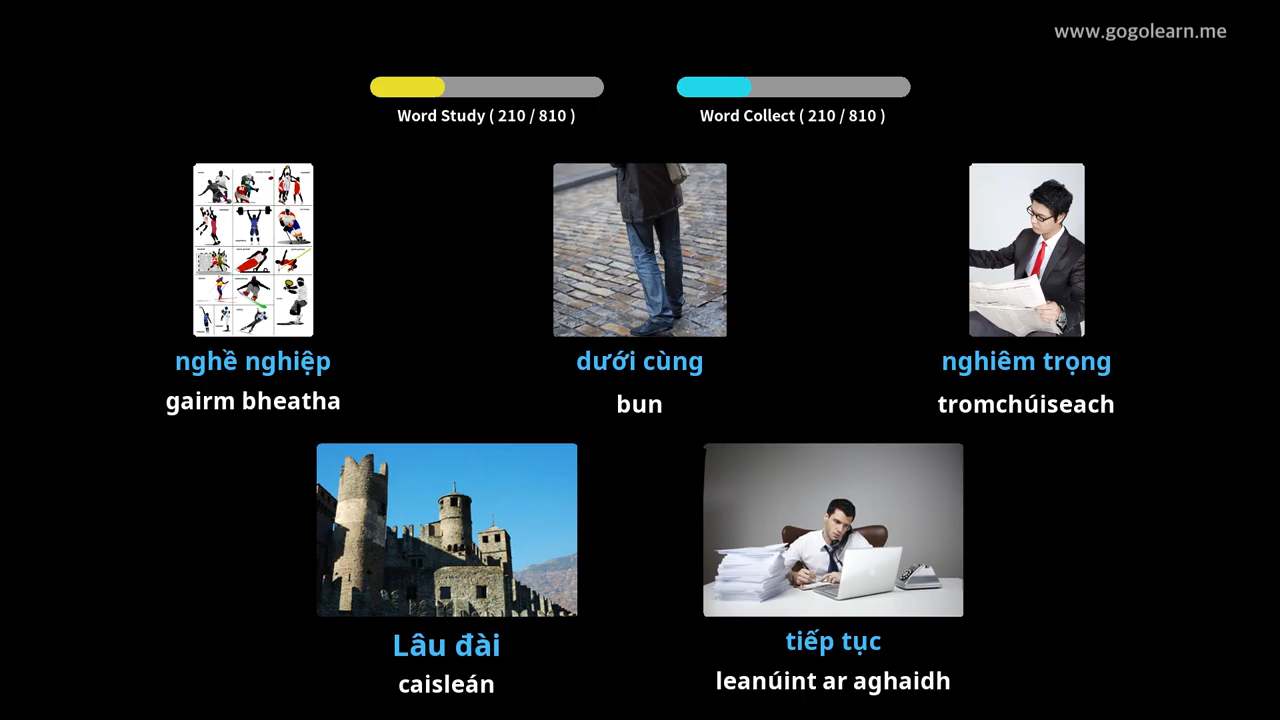 www.gogolearn.me
Word Study ( 210 / 810 )
Word Collect ( 210 / 810 )
nghề nghiệp
gairm bheatha
dưới cùng
bun
nghiêm trọng
tromchúiseach
Lâu đài
caisleán
tiếp tục
leanúint ar aghaidh